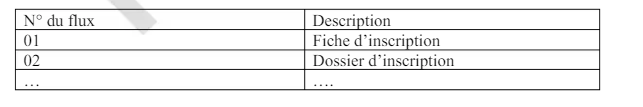 N° du flux Description
01 Fiche d’inscription
02 Dossier d’inscription
… ….